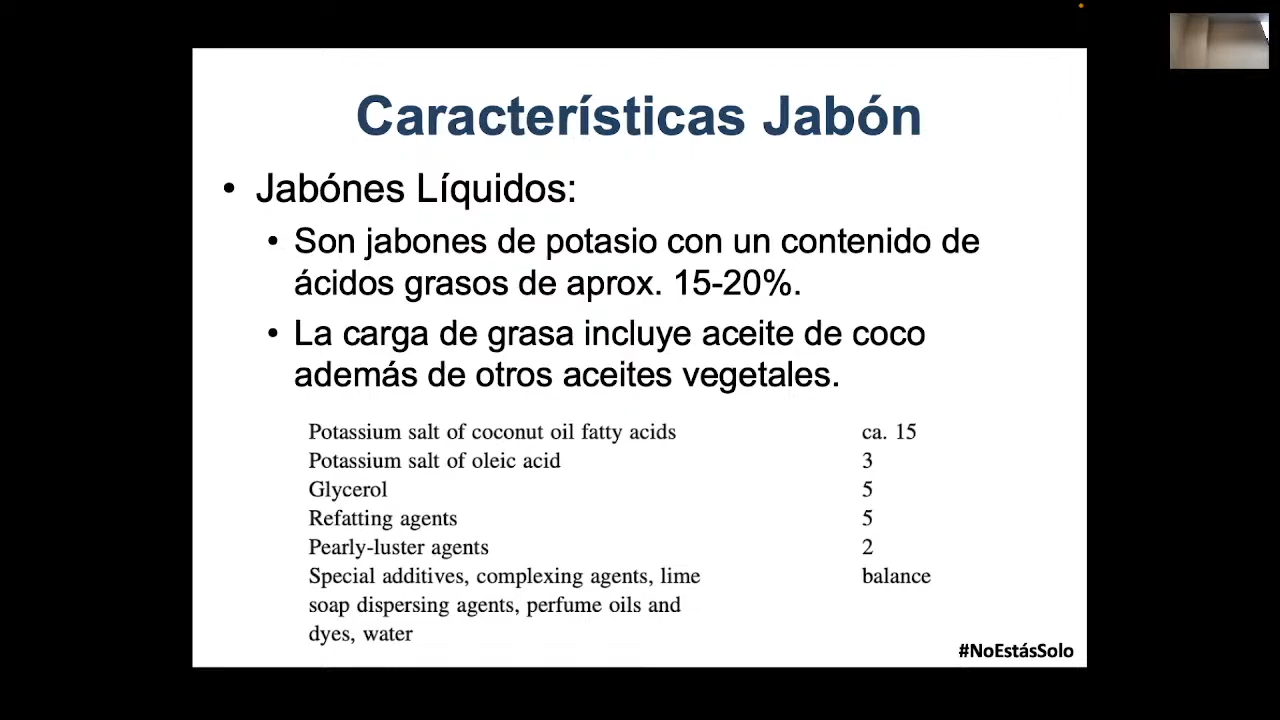 Características Jabón
• Jabónes Líquidos:
• Son jabones de potasio con un contenido de
ácidos grasos de aprox. 15-20%.
• La carga de grasa incluye aceite de coco
además de otros aceites vegetales.
Potassium salt of coconut oil fatty acids ca. 15
Potassium salt of oleic acid 3
Glycerol 5
Refatting agents 5
Pearly-luster agents 2
Special additives, complexing agents, lime balance
soap dispersing agents, perfume oils and
dyes, water
#NoEstásSolo